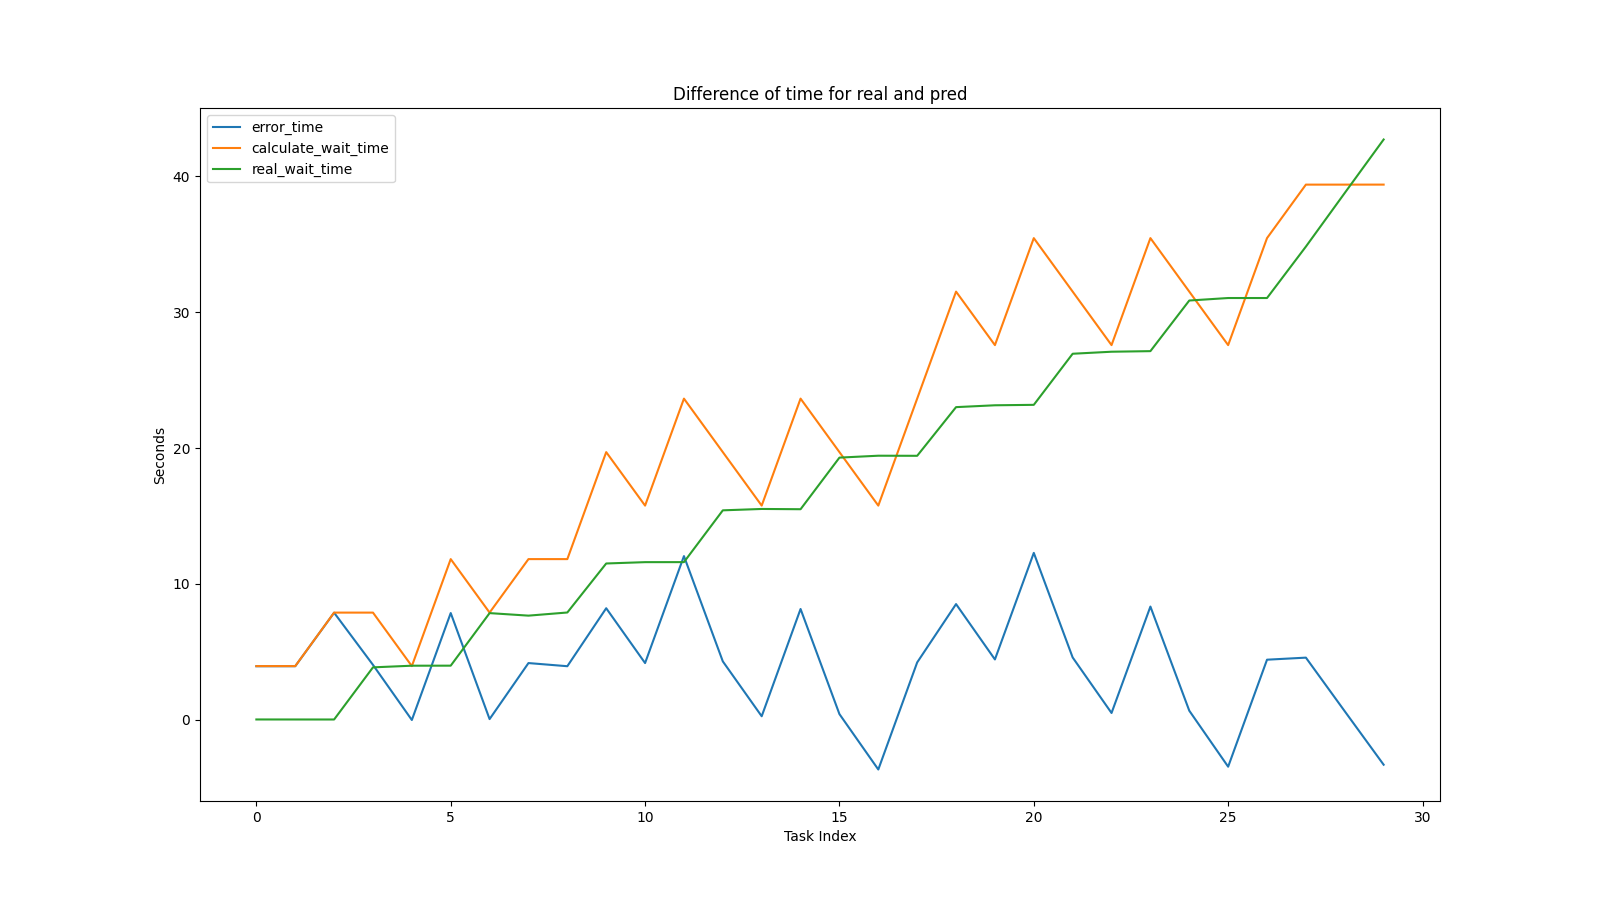 Difference of time for real and pred
error_time
calculate_wait_time
real_wait_time
40
30
20
10
0
Seconds
0 5 10 15 20 25 30
Task Index